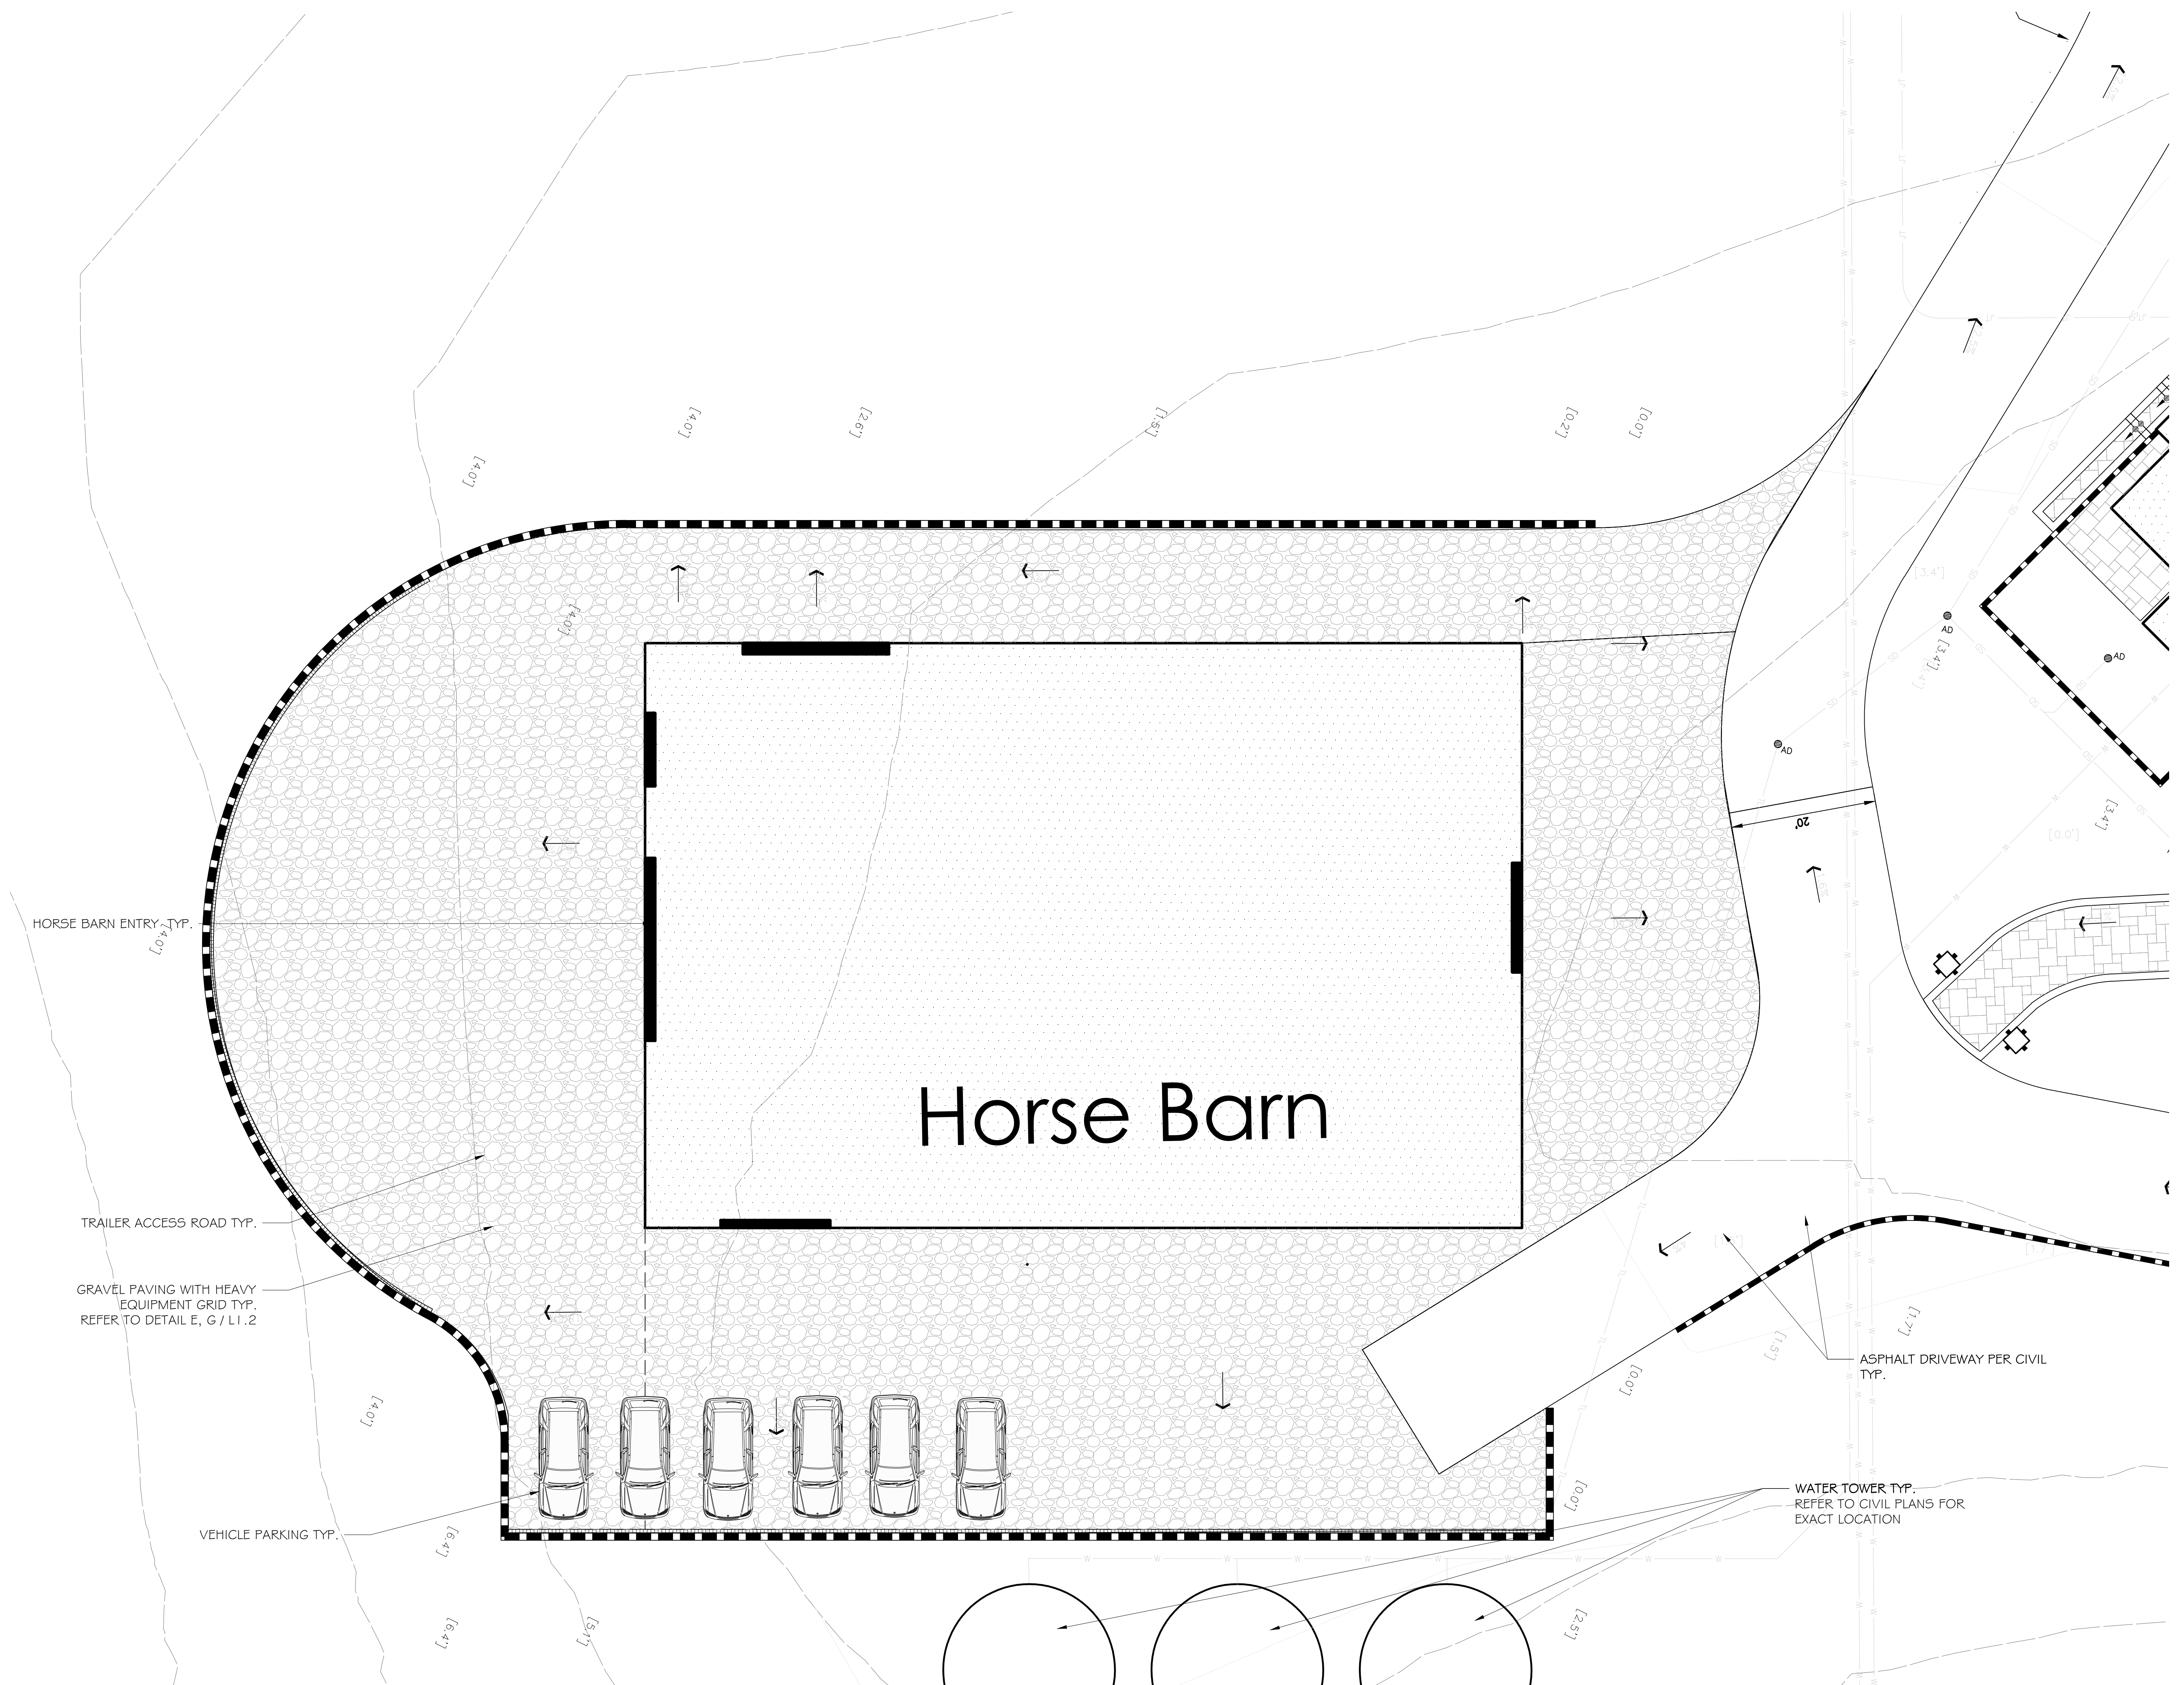 [4.0']
[2.6']
[1.5']
[0.2']
[0.0']
[4.0']
[3.4']
[4.0']
AD
[3.4']
AD
AD
[3.4']
20'
[0.0']
HORSE BARN ENTRY TYP.
[4.0']
Horse Barn
TRAILER ACCESS ROAD TYP.
GRAVEL PAVING WITH HEAVY
EQUIPMENT GRID TYP.
REFER TO DETAIL E, G / L1.2
[1.7']
[1.5']
ASPHALT DRIVEWAY PER CIVIL
TYP.
[0.0']
[4.0']
WATER TOWER TYP.
REFER TO CIVIL PLANS FOR
EXACT LOCATION
[0.0']
VEHICLE PARKING TYP.
[6.4']
[6.4']
[5.1']
[2.5']